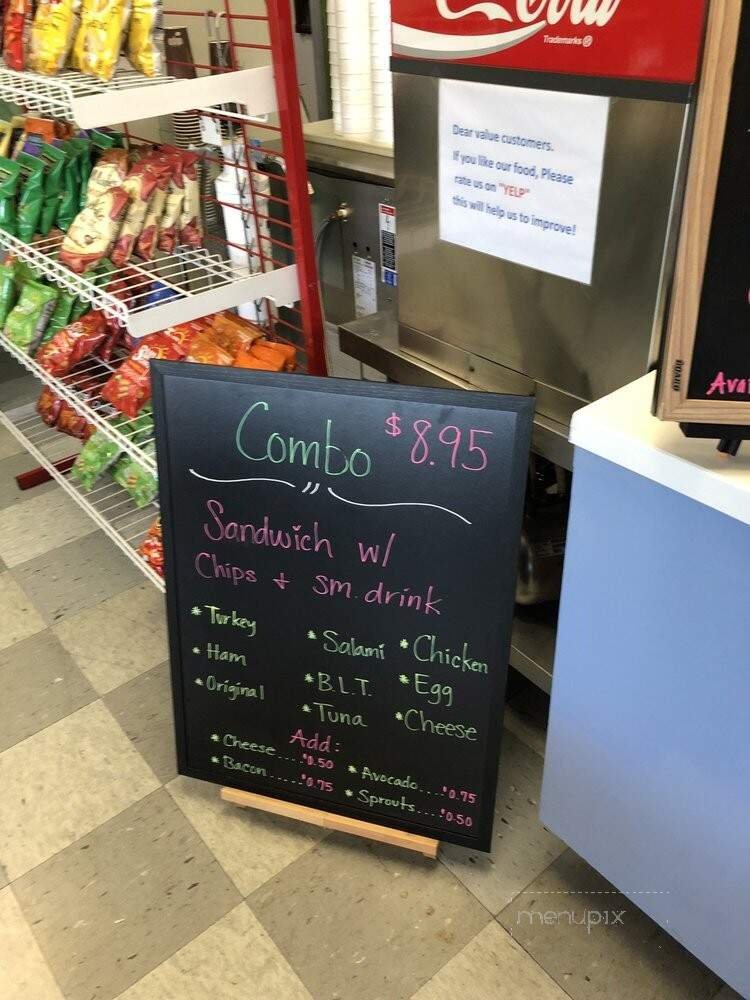 Cola
Trademarks ®
Dear value customers.
If you like our food, Please
rate us on "YELP"
this will help us to improve!
Combo $8.95
Sandwich w/
Chips + sm. drink
* Turkey
* Ham
* Original
* Salami
* B.L.T.
* Tuna
* Chicken
* Egg
* Cheese
Add:
* Cheese....$0.50
* Bacon.....$0.75
* Avocado...$0.75
* Sprouts....$0.50
menupix